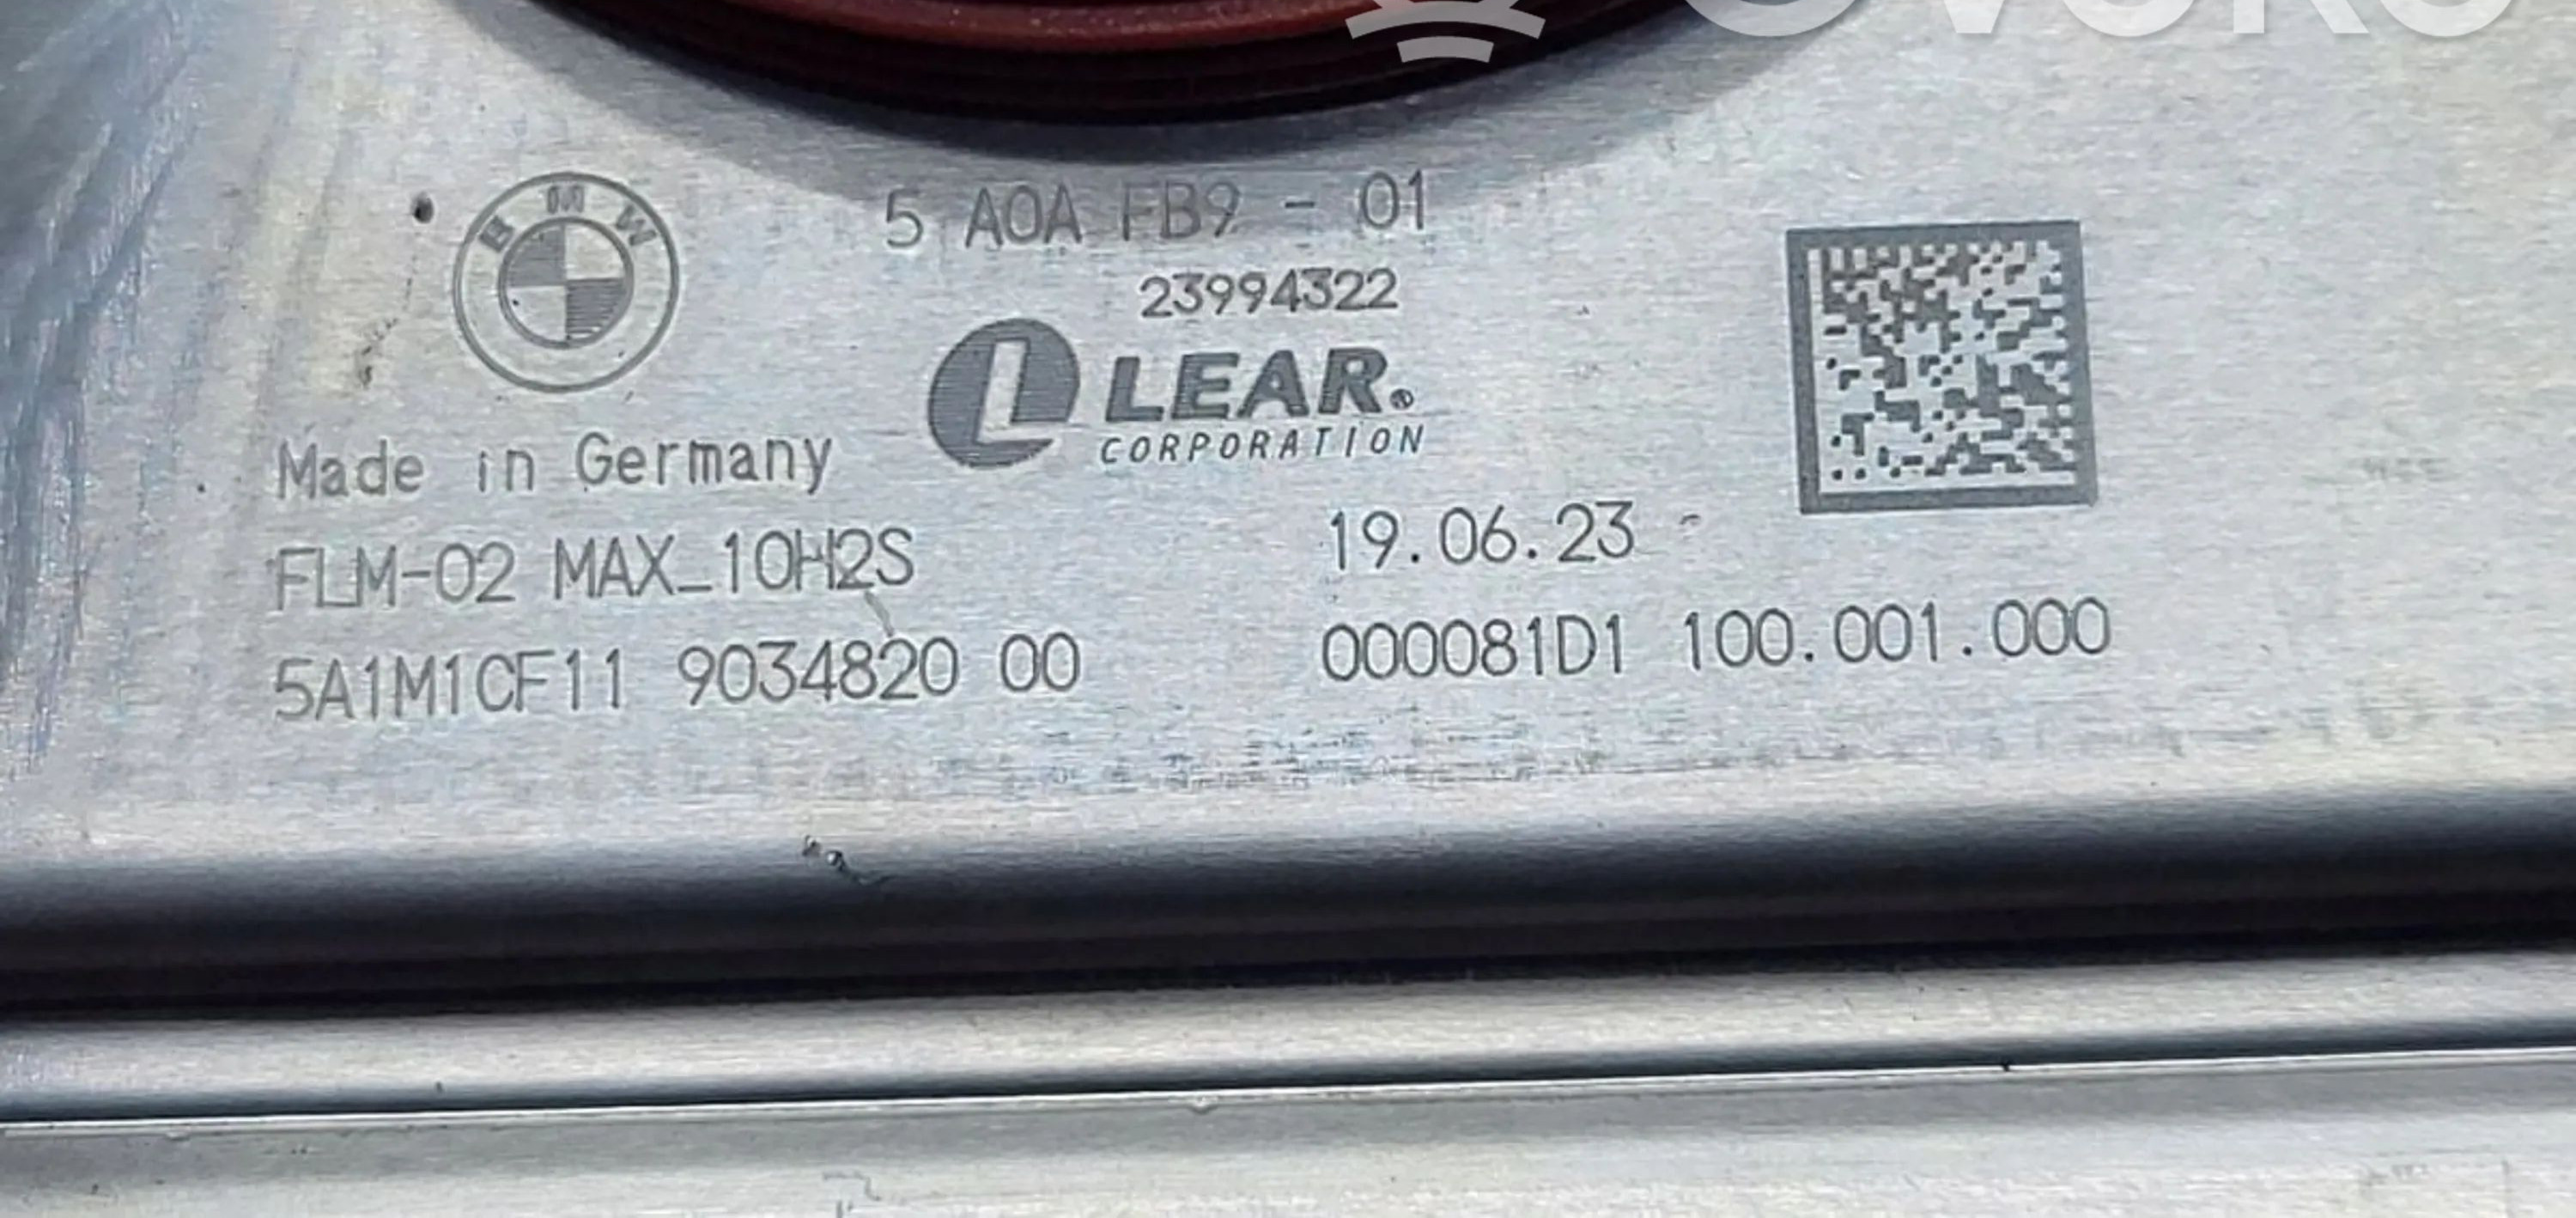 BMW
5 A0A FB9 - 01
23994322
L LEAR®
CORPORATION
Made in Germany
FLM-02 MAX_10H2S
19.06.23
5A1M1CF11 9034820 00
000081D1 100.001.000